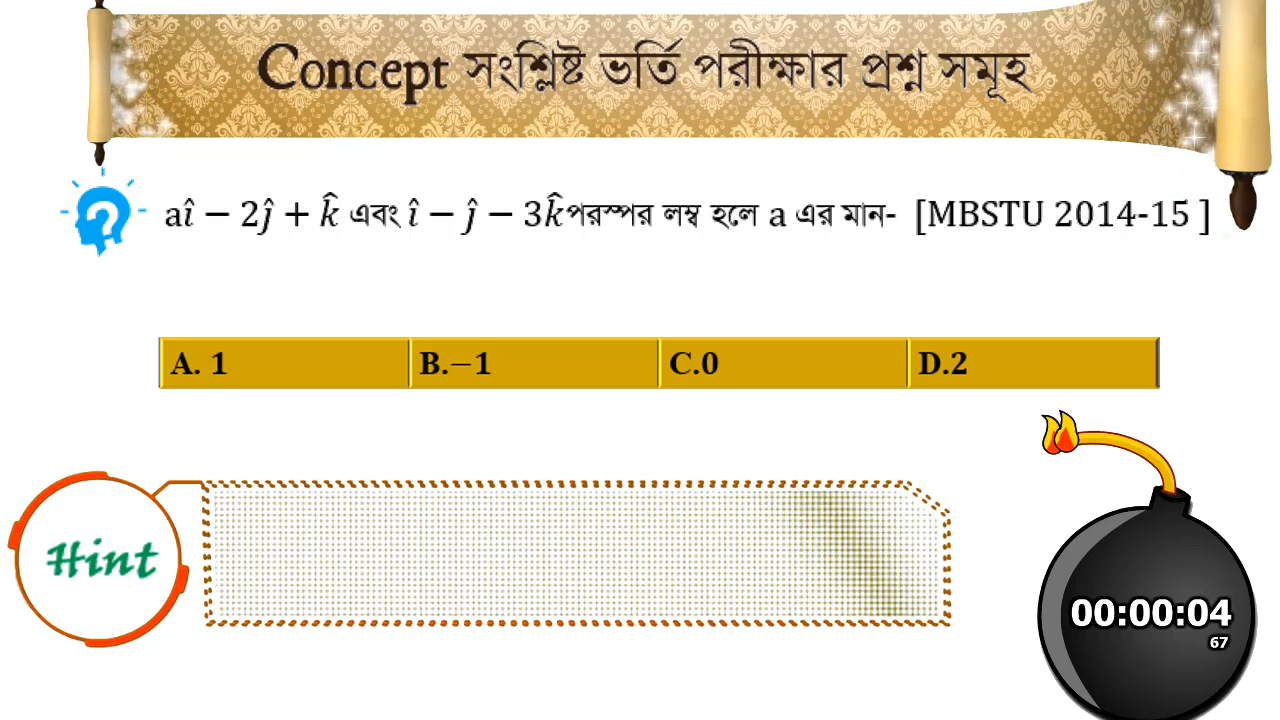 Concept সংশ্লিষ্ট ভর্তি পরীক্ষার প্রশ্ন সমূহ
aî − 2ĵ + k̂ এবং î − ĵ − 3k̂ পরস্পর লম্ব হলে a এর মান- [MBSTU 2014-15 ]
A. 1 B.−1 C.0 D.2
Hint
00:00:04
67